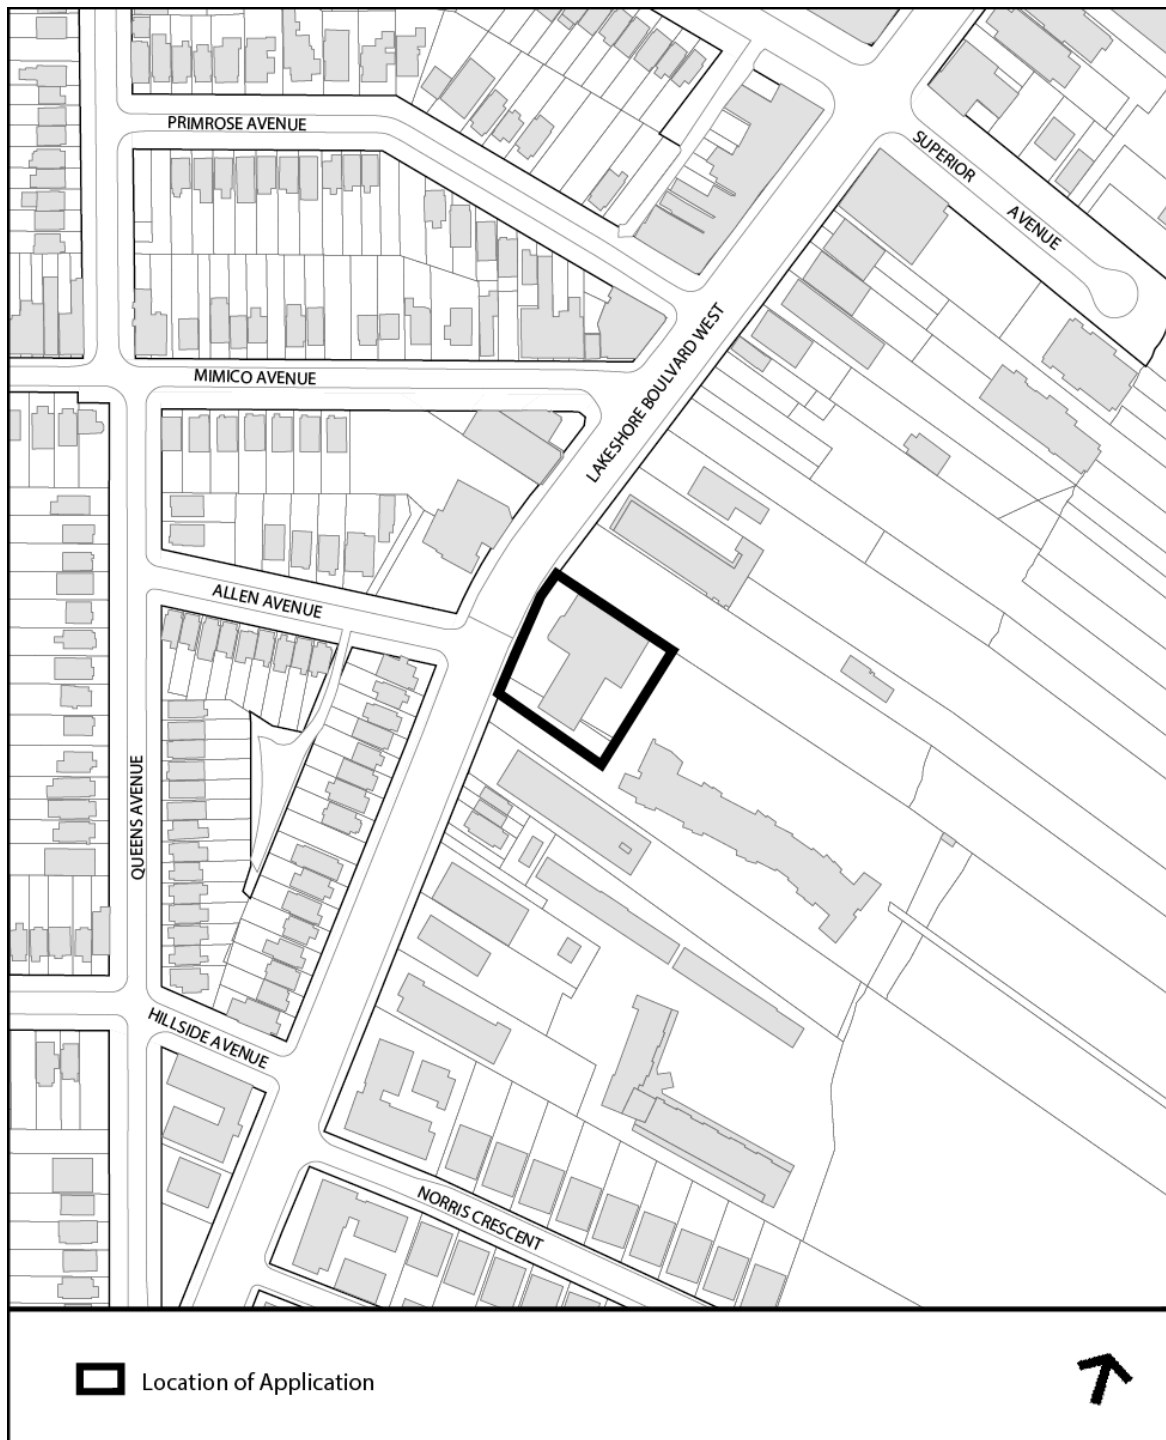 PRIMROSE AVENUE
SUPERIOR
AVENUE
MIMICO AVENUE
LAKESHORE BOULVARD WEST
ALLEN AVENUE
QUEENS AVENUE
HILLSIDE AVENUE
NORRIS CRESCENT
Location of Application